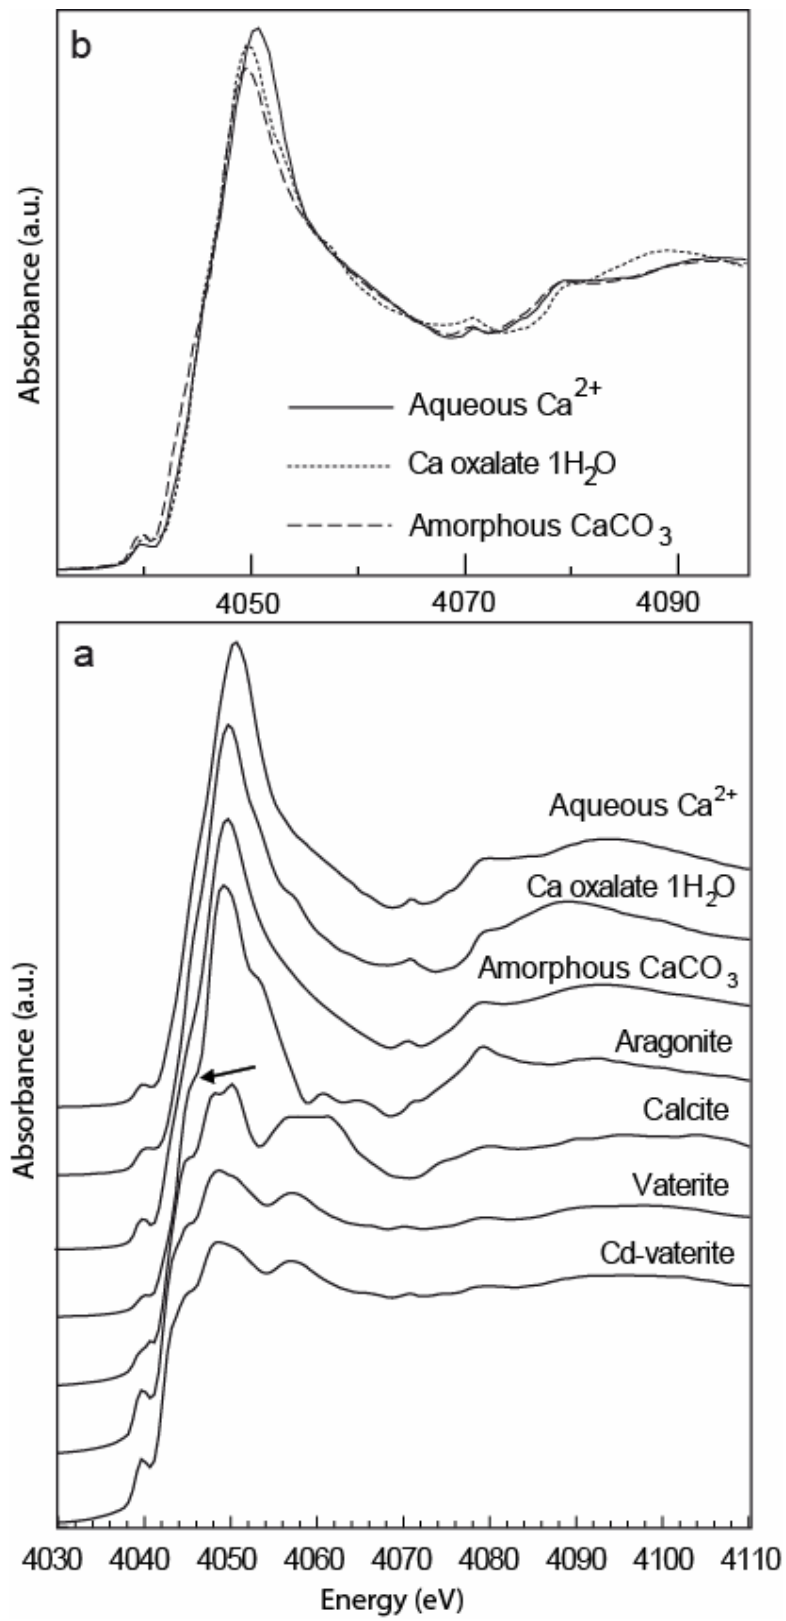 b
Absorbance (a.u.)
Aqueous Ca²⁺
Ca oxalate 1H₂O
Amorphous CaCO₃
4050 4070 4090
a
Absorbance (a.u.)
Aqueous Ca²⁺
Ca oxalate 1H₂O
Amorphous CaCO₃
Aragonite
Calcite
Vaterite
Cd-vaterite
4030 4040 4050 4060 4070 4080 4090 4100 4110
Energy (eV)